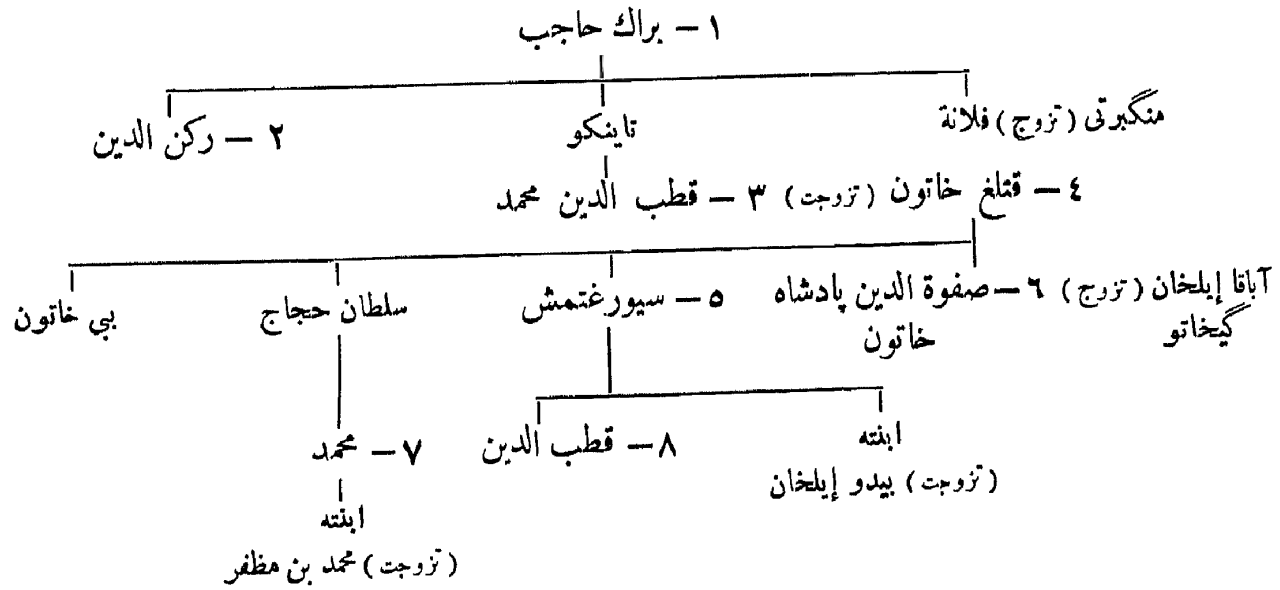 ١ – براك حاجب
منگبرتى (تزوج) فلانة
تاينكو
٢ – ركن الدين
٤ – قتلغ خاتون (تزوجت) ٣ – قطب الدين محمد
آباقا إيلخان (تزوج) ٦ – صفوة الدين پادشاه
گيخاتو
خاتون
٥ – سيورغتمش
سلطان حجاج
بي خاتون
ابنته
(تزوجت) بيدو إيلخان
٨ – قطب الدين
٧ – محمد
ابنته
(تزوجت) محمد بن مظفر